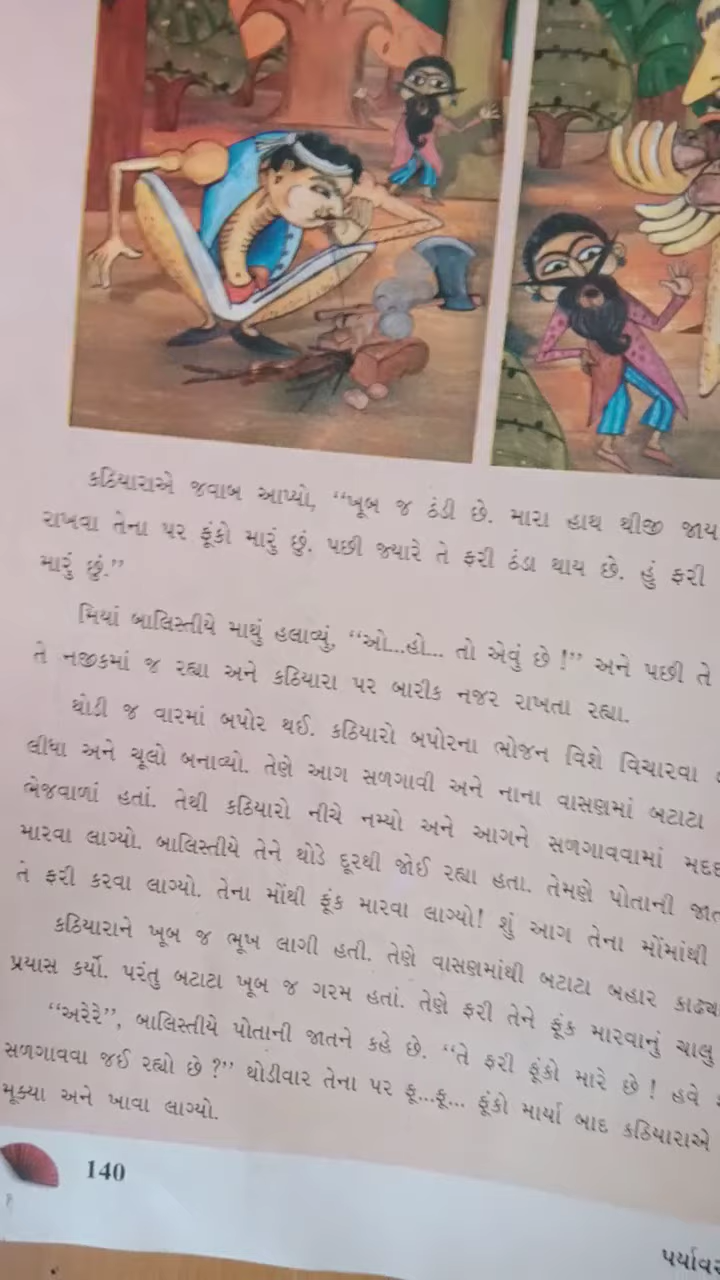 કઠિયારાએ જવાબ આપ્યો, “ખૂબ જ ઠંડી છે. મારા હાથ થીજી જાય
રાખવા તેના પર ફૂંકો મારું છું. પછી જ્યારે તે ફરી ઠંડા થાય છે. હું ફરી
મારું છું.”
મિયાં બાલિસ્તીયે માથું હલાવ્યું, “ઓ...હો... તો એવું છે !” અને પછી તે
તે નજીકમાં જ રહ્યા અને કઠિયારા પર બારીક નજર રાખતા રહ્યા.
થોડી જ વારમાં બપોર થઈ. કઠિયારો બપોરના ભોજન વિશે વિચારવા
લીધા અને ચૂલો બનાવ્યો. તેણે આગ સળગાવી અને નાના વાસણમાં બટાટા
ભેજવાળાં હતાં. તેથી કઠિયારો નીચે નમ્યો અને આગને સળગાવવામાં મદદ
મારવા લાગ્યો. બાલિસ્તીયે તેને થોડે દૂરથી જોઈ રહ્યા હતા. તેમણે પોતાની જાત
તે ફરી કરવા લાગ્યો. તેના મોંથી ફૂંક મારવા લાગ્યો! શું આગ તેના મોંમાંથી
કઠિયારાને ખૂબ જ ભૂખ લાગી હતી. તેણે વાસણમાંથી બટાટા બહાર
પ્રયાસ કર્યો. પરંતુ બટાટા ખૂબ જ ગરમ હતાં. તેણે ફરી તેને ફૂંક મારવાનું ચાલુ
“અરેરે”, બાલિસ્તીયે પોતાની જાતને કહે છે. “તે ફરી ફૂંકો મારે છે ! હવે
સળગાવવા જઈ રહ્યો છે ?” થોડીવાર તેના પર ફૂ...ફૂ... ફૂંકો માર્યા બાદ કઠિયારાએ
મૂક્યા અને ખાવા લાગ્યો.
140